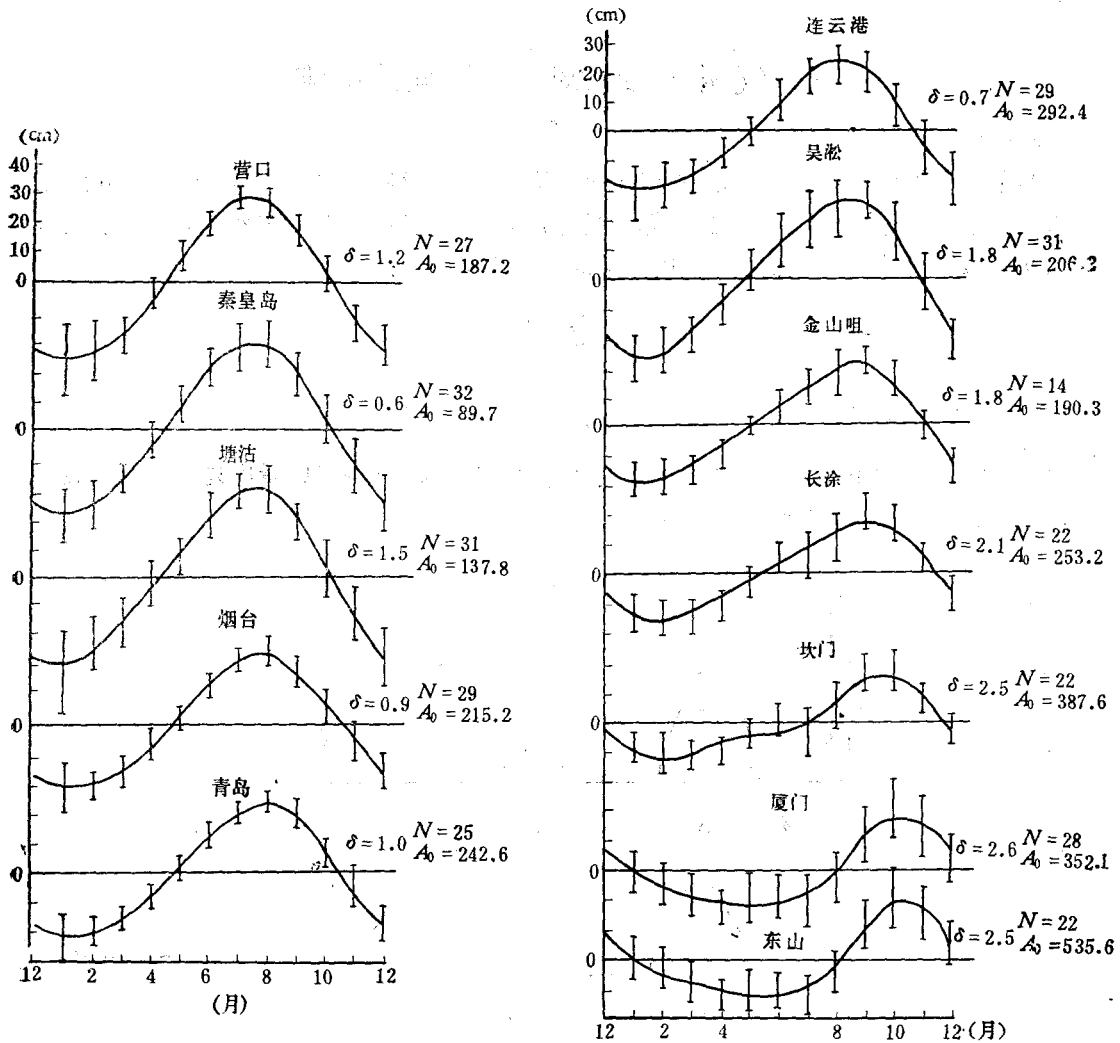 (cm)
40
30
20
10
0
营口
δ=1.2 N=27
A₀=187.2
秦皇岛
0
δ=0.6 N=32
A₀=89.7
塘沽
0
δ=1.5 N=31
A₀=137.8
烟台
0
δ=0.9 N=29
A₀=215.2
青岛
0
δ=1.0 N=25
A₀=242.6
12 2 4 6 8 10 12
(月)
(cm)
连云港
30
20
10
0
δ=0.7 N=29
A₀=292.4
吴淞
0
δ=1.8 N=31
A₀=206.2
金山咀
0
δ=1.8 N=14
A₀=190.3
长涂
0
δ=2.1 N=22
A₀=253.2
坎门
0
δ=2.5 N=22
A₀=387.6
厦门
0
δ=2.6 N=28
A₀=352.1
东山
0
δ=2.5 N=22
A₀=535.6
12 2 4 6 8 10 12(月)